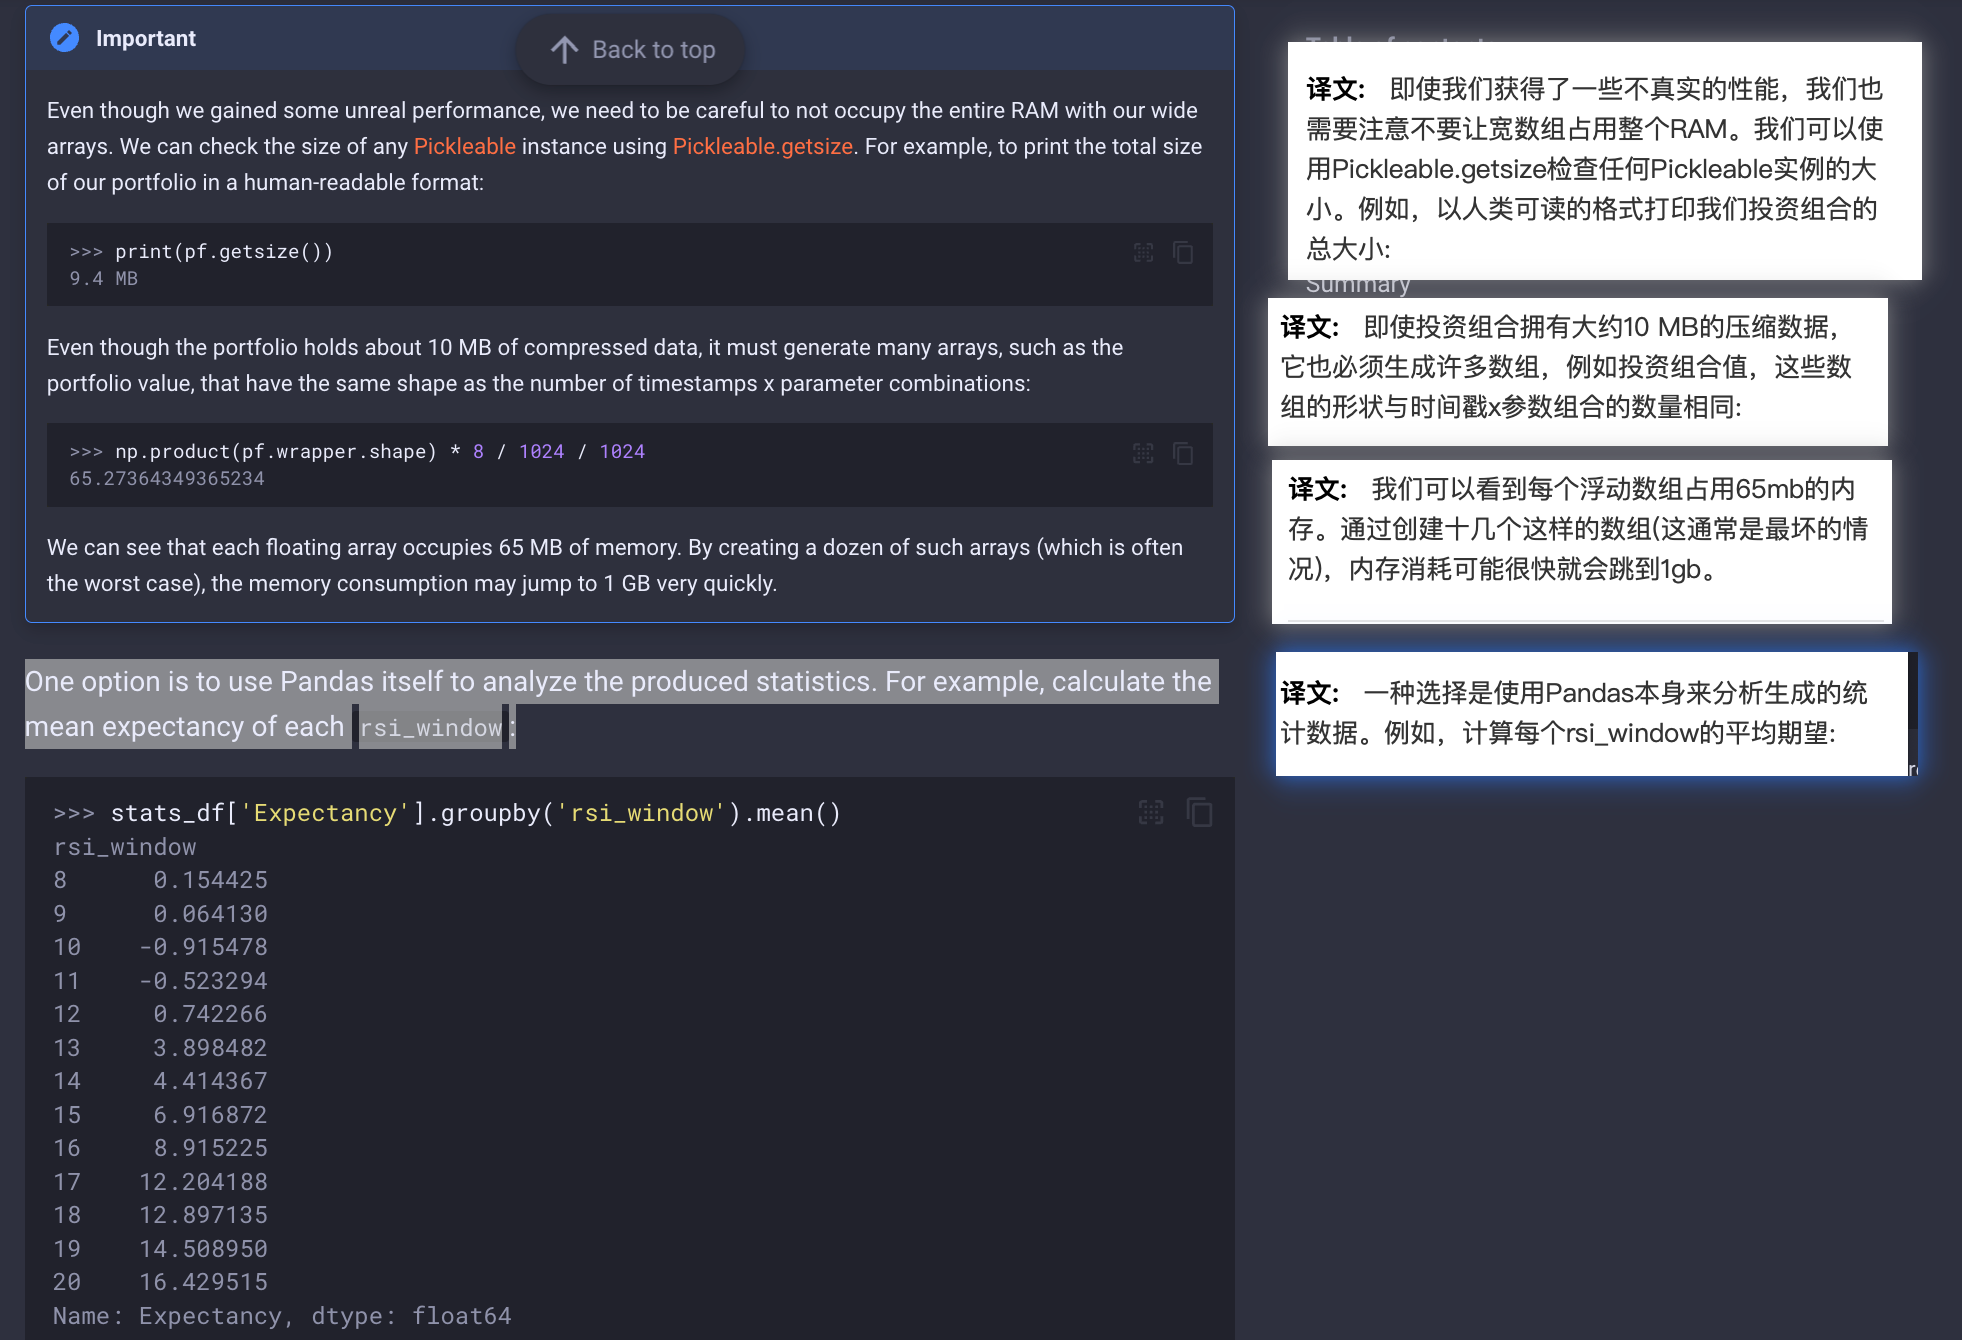 Important
Back to top
Even though we gained some unreal performance, we need to be careful to not occupy the entire RAM with our wide
arrays. We can check the size of any Pickleable instance using Pickleable.getsize. For example, to print the total size
of our portfolio in a human-readable format:
>>> print(pf.getsize())
9.4 MB
Even though the portfolio holds about 10 MB of compressed data, it must generate many arrays, such as the
portfolio value, that have the same shape as the number of timestamps x parameter combinations:
>>> np.product(pf.wrapper.shape) * 8 / 1024 / 1024
65.27364349365234
We can see that each floating array occupies 65 MB of memory. By creating a dozen of such arrays (which is often
the worst case), the memory consumption may jump to 1 GB very quickly.
One option is to use Pandas itself to analyze the produced statistics. For example, calculate the
mean expectancy of each rsi_window:
>>> stats_df['Expectancy'].groupby('rsi_window').mean()
rsi_window
8 0.154425
9 0.064130
10 -0.915478
11 -0.523294
12 0.742266
13 3.898482
14 4.414367
15 6.916872
16 8.915225
17 12.204188
18 12.897135
19 14.508950
20 16.429515
Name: Expectancy, dtype: float64
译文: 即使我们获得了一些不真实的性能，我们也
需要注意不要让宽数组占用整个RAM。我们可以使
用Pickleable.getsize检查任何Pickleable实例的大
小。例如，以人类可读的格式打印我们投资组合的
总大小:
Summary
译文: 即使投资组合拥有大约10 MB的压缩数据，
它也必须生成许多数组，例如投资组合值，这些数
组的形状与时间戳x参数组合的数量相同:
译文: 我们可以看到每个浮动数组占用65mb的内
存。通过创建十几个这样的数组(这通常是最坏的情
况)，内存消耗可能很快就会跳到1gb。
译文: 一种选择是使用Pandas本身来分析生成的统
计数据。例如，计算每个rsi_window的平均期望: